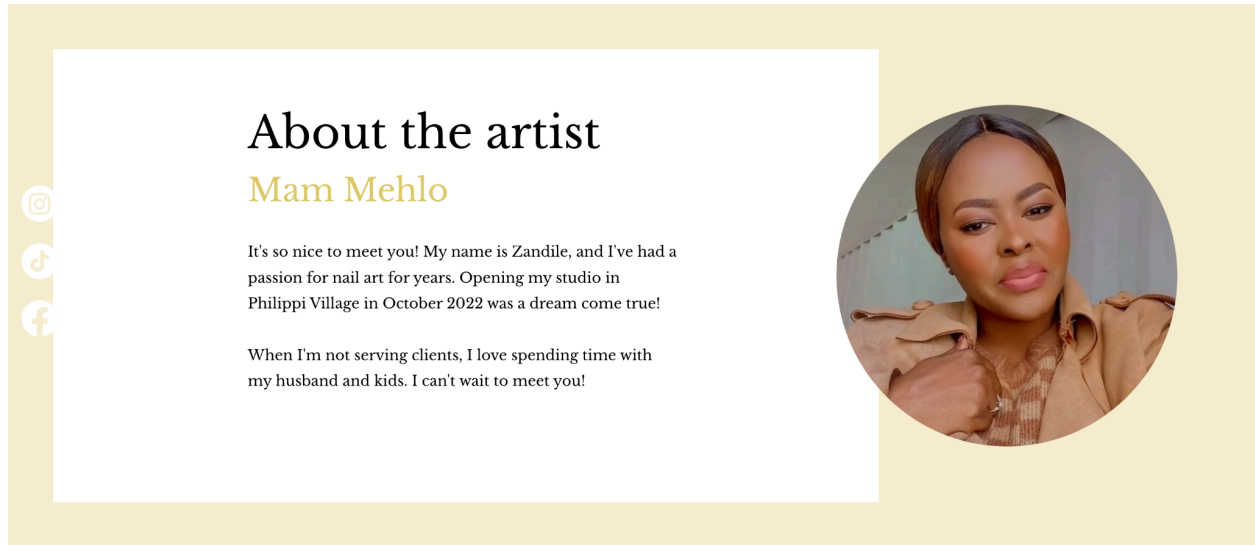 About the artist
Mam Mehlo
It's so nice to meet you! My name is Zandile, and I've had a
passion for nail art for years. Opening my studio in
Philippi Village in October 2022 was a dream come true!
When I'm not serving clients, I love spending time with
my husband and kids. I can't wait to meet you!